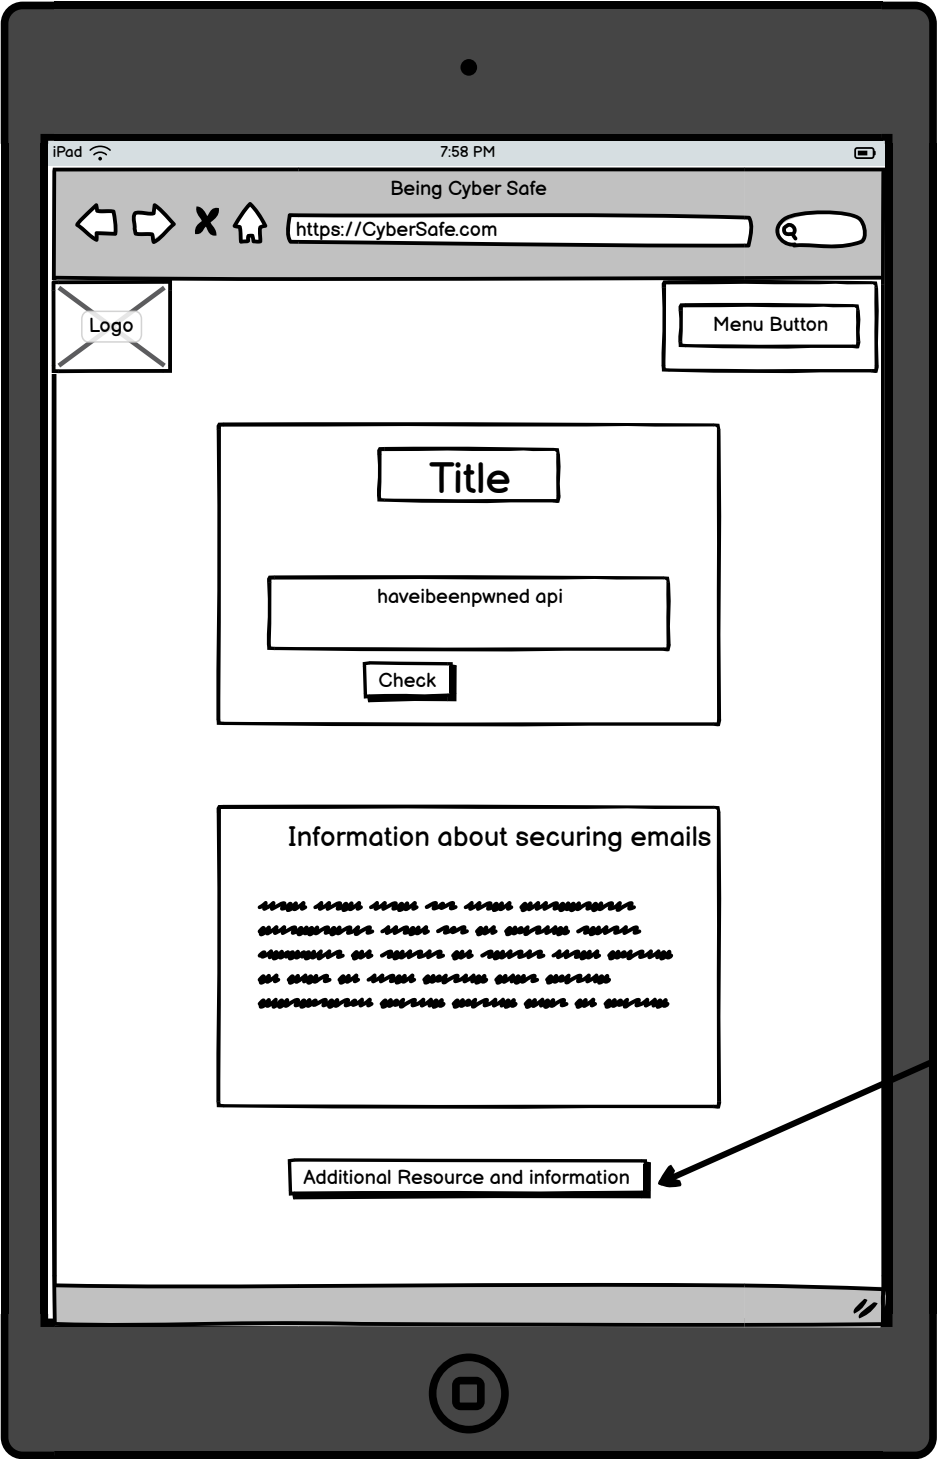 iPad
7:58 PM
Being Cyber Safe
https://CyberSafe.com
Logo
Menu Button
Title
haveibeenpwned api
Check
Information about securing emails
Additional Resource and information